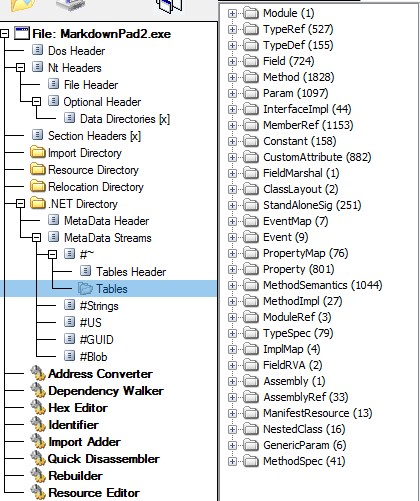 File: MarkdownPad2.exe
Dos Header
Nt Headers
File Header
Optional Header
Data Directories [x]
Section Headers [x]
Import Directory
Resource Directory
Relocation Directory
.NET Directory
MetaData Header
MetaData Streams
#~
Tables Header
Tables
#Strings
#US
#GUID
#Blob
Address Converter
Dependency Walker
Hex Editor
Identifier
Import Adder
Quick Disassembler
Rebuilder
Resource Editor
Module (1)
TypeRef (527)
TypeDef (155)
Field (724)
Method (1828)
Param (1097)
InterfaceImpl (44)
MemberRef (1153)
Constant (158)
CustomAttribute (882)
FieldMarshal (1)
ClassLayout (2)
StandAloneSig (251)
EventMap (7)
Event (9)
PropertyMap (76)
Property (801)
MethodSemantics (1044)
MethodImpl (27)
ModuleRef (3)
TypeSpec (79)
ImplMap (4)
FieldRVA (2)
Assembly (1)
AssemblyRef (33)
ManifestResource (13)
NestedClass (16)
GenericParam (6)
MethodSpec (41)